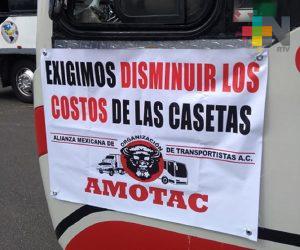 EXIGIMOS DISMINUIR LOS
COSTOS DE LAS CASETAS
ORGANIZACIÓN
ALIANZA MEXICANA DE DE TRANSPORTISTAS A.C.
AMOTAC
RTV